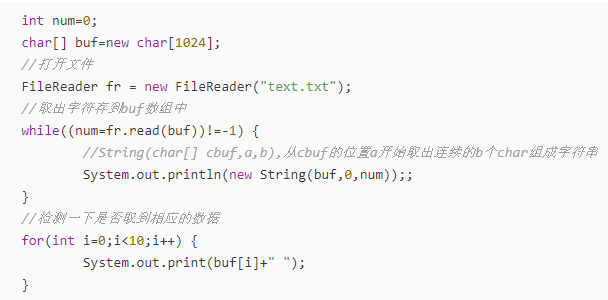 int num=0;
char[] buf=new char[1024];
//打开文件
FileReader fr = new FileReader("text.txt");
//取出字符存到buf数组中
while((num=fr.read(buf))!=-1) {
        //String(char[] cbuf,a,b),从cbuf的位置a开始取出连续的b个char组成字符串
        System.out.println(new String(buf,0,num));;
}
//检测一下是否取到相应的数据
for(int i=0;i<10;i++) {
        System.out.print(buf[i]+" ");
}